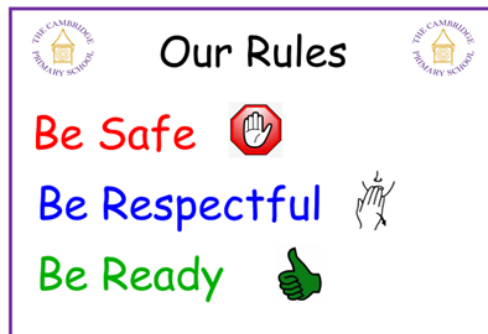 THE CAMBRIDGE
PRIMARY SCHOOL
Our Rules
THE CAMBRIDGE
PRIMARY SCHOOL
Be Safe
Be Respectful
Be Ready